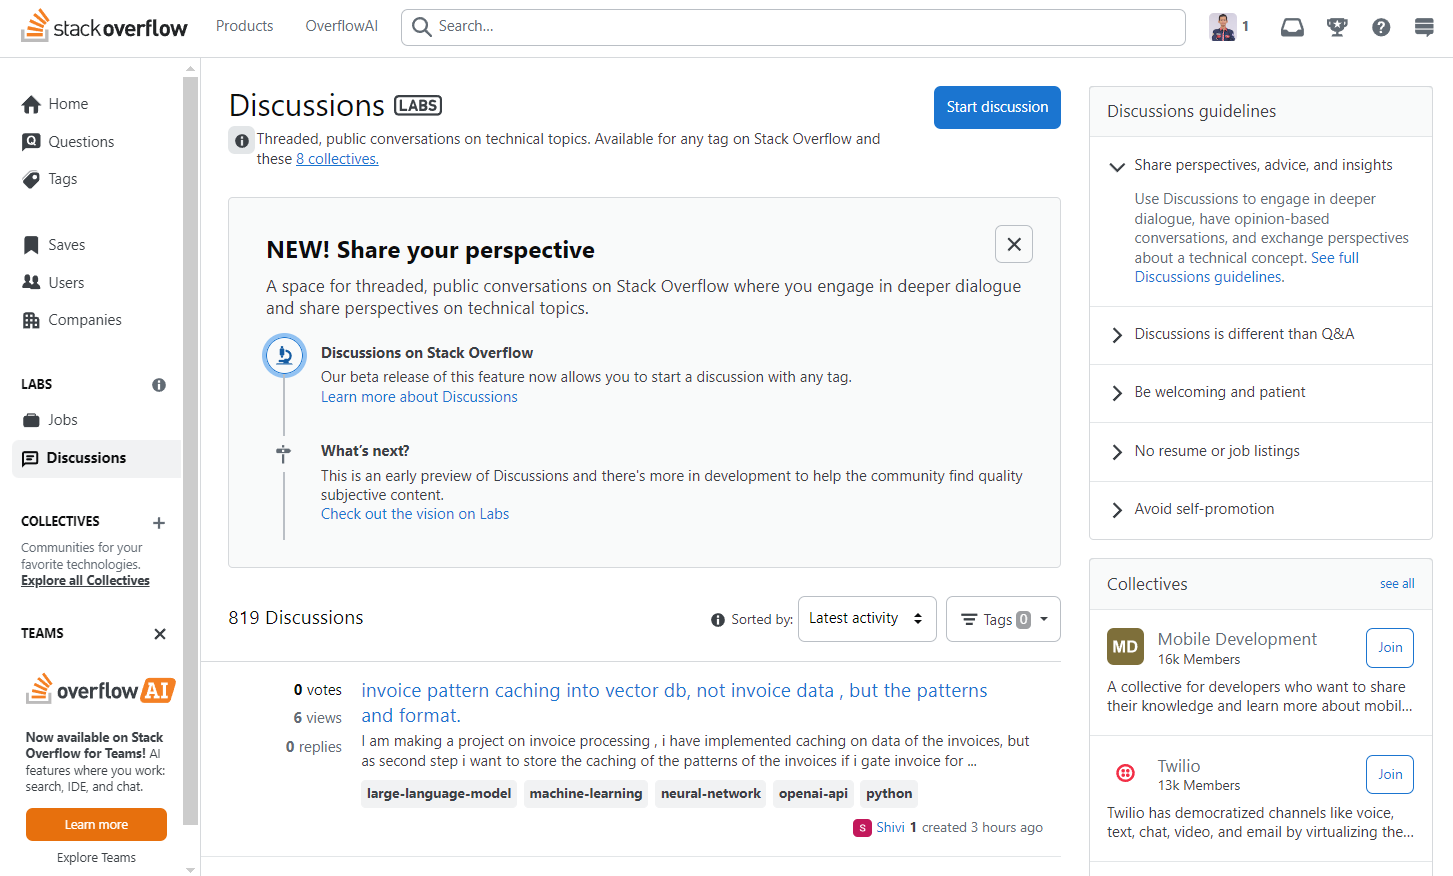 stack overflow
Products
OverflowAI
Search...
1
Home
Questions
Tags
Saves
Users
Companies
LABS
Jobs
Discussions
COLLECTIVES
Communities for your
favorite technologies.
Explore all Collectives
TEAMS
overflowAI
Now available on Stack
Overflow for Teams! AI
features where you work:
search, IDE, and chat.
Learn more
Explore Teams
Discussions LABS
Threaded, public conversations on technical topics. Available for any tag on Stack Overflow and
these 8 collectives.
Start discussion
NEW! Share your perspective
A space for threaded, public conversations on Stack Overflow where you engage in deeper dialogue
and share perspectives on technical topics.
Discussions on Stack Overflow
Our beta release of this feature now allows you to start a discussion with any tag.
Learn more about Discussions
What's next?
This is an early preview of Discussions and there's more in development to help the community find quality
subjective content.
Check out the vision on Labs
819 Discussions
Sorted by:
Latest activity
Tags 0
0 votes
6 views
0 replies
invoice pattern caching into vector db, not invoice data , but the patterns
and format.
I am making a project on invoice processing , i have implemented caching on data of the invoices, but
as second step i want to store the caching of the patterns of the invoices if i gate invoice for ...
large-language-model
machine-learning
neural-network
openai-api
python
S Shivi 1 created 3 hours ago
Discussions guidelines
Share perspectives, advice, and insights
Use Discussions to engage in deeper
dialogue, have opinion-based
conversations, and exchange perspectives
about a technical concept. See full
Discussions guidelines.
Discussions is different than Q&A
Be welcoming and patient
No resume or job listings
Avoid self-promotion
Collectives
see all
MD
Mobile Development
16k Members
Join
A collective for developers who want to share
their knowledge and learn more about mobil...
Twilio
13k Members
Join
Twilio has democratized channels like voice,
text, chat, video, and email by virtualizing the...